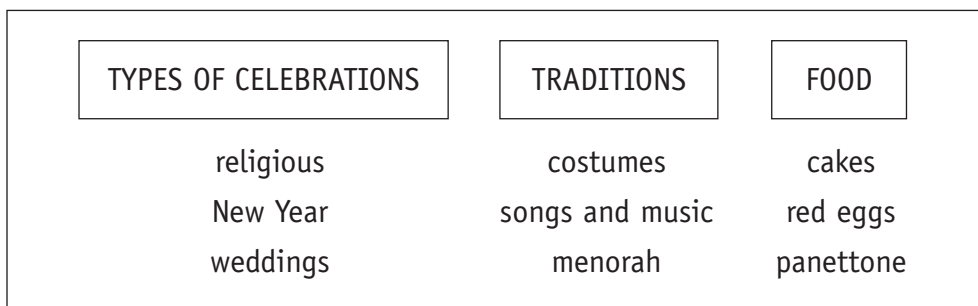 TYPES OF CELEBRATIONS TRADITIONS FOOD
religious costumes cakes
New Year songs and music red eggs
weddings menorah panettone